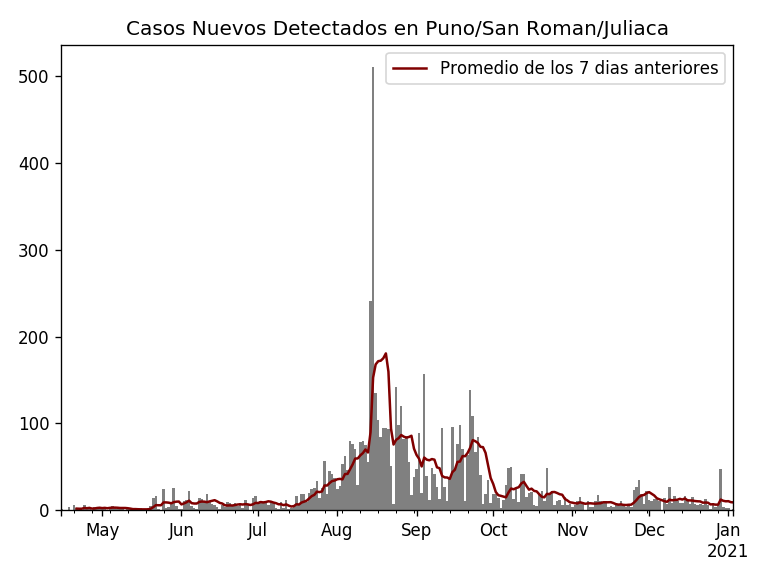 Casos Nuevos Detectados en Puno/San Roman/Juliaca
Promedio de los 7 dias anteriores
500
400
300
200
100
0
May Jun Jul Aug Sep Oct Nov Dec Jan
2021